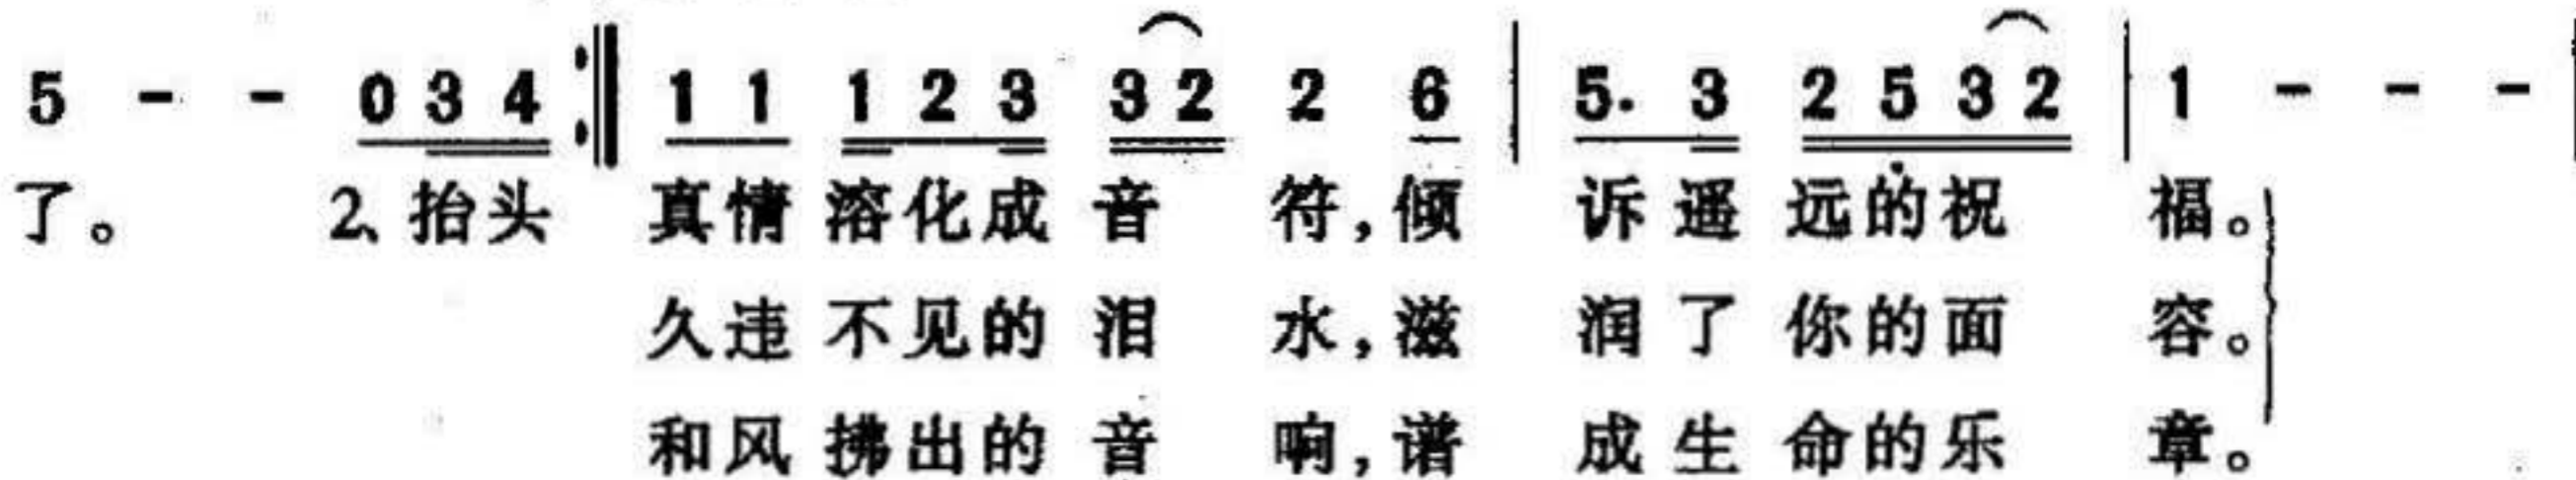 5 - - 0 3 4 :‖ 1 1 1 2 3 3 2 2 6 | 5. 3 2 5 3 2 | 1 - - -
了。 2、抬头 真情 溶化成 音 符,倾 诉遥 远的祝 福。
久违 不见的 泪 水,滋 润了 你的面 容。
和风 拂出的 音 响,谱 成生 命的乐 章。